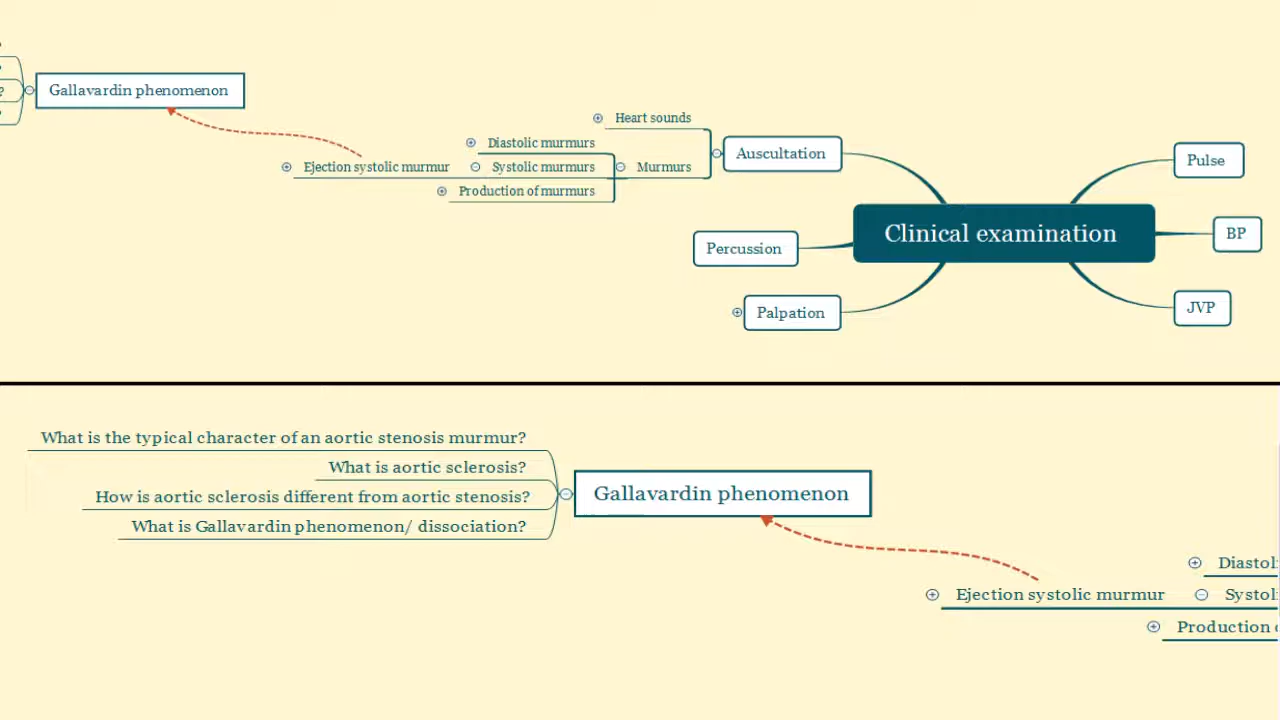 Gallavardin phenomenon
?
Heart sounds
Diastolic murmurs
Auscultation
Pulse
Ejection systolic murmur
Systolic murmurs
Murmurs
Production of murmurs
Clinical examination
BP
Percussion
Palpation
JVP
What is the typical character of an aortic stenosis murmur?
What is aortic sclerosis?
How is aortic sclerosis different from aortic stenosis?
Gallavardin phenomenon
What is Gallavardin phenomenon/ dissociation?
Diastol
Ejection systolic murmur
Systol
Production